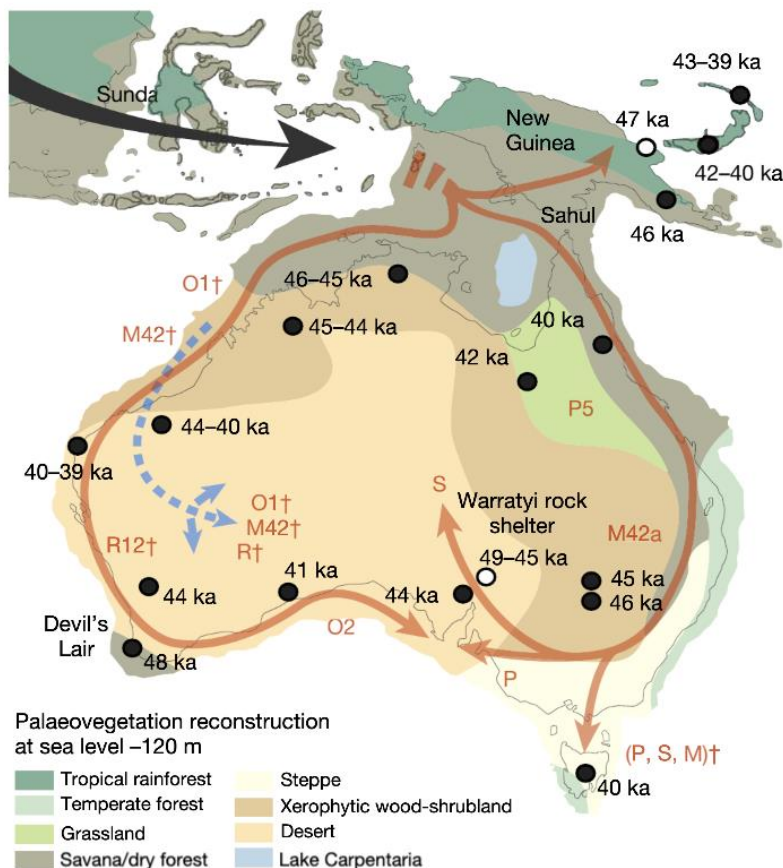 43–39 ka
Sunda
New
Guinea
47 ka
42–40 ka
Sahul
46 ka
O1†
46–45 ka
M42†
45–44 ka
40 ka
42 ka
P5
44–40 ka
40–39 ka
S
Warratyi rock
shelter
O1†
M42†
R†
49–45 ka
M42a
R12†
41 ka
44 ka
44 ka
45 ka
46 ka
Devil's
Lair
O2
48 ka
P
Palaeovegetation reconstruction
at sea level –120 m
(P, S, M)†
40 ka
Tropical rainforest
Steppe
Temperate forest
Xerophytic wood-shrubland
Grassland
Desert
Savana/dry forest
Lake Carpentaria